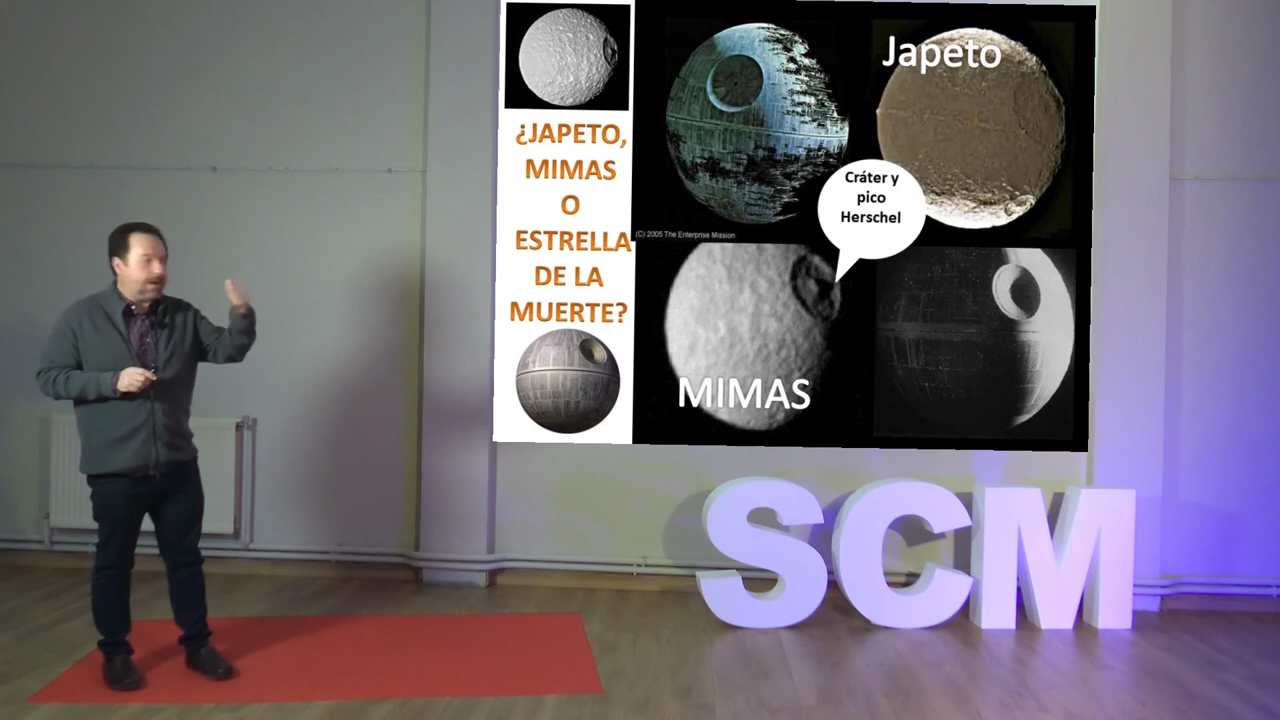 ¿JAPETO,
MIMAS
O
ESTRELLA
DE LA
MUERTE?
Japeto
Cráter y
pico
Herschel
(C) 2005 The Enterprise Mission
MIMAS
SCM